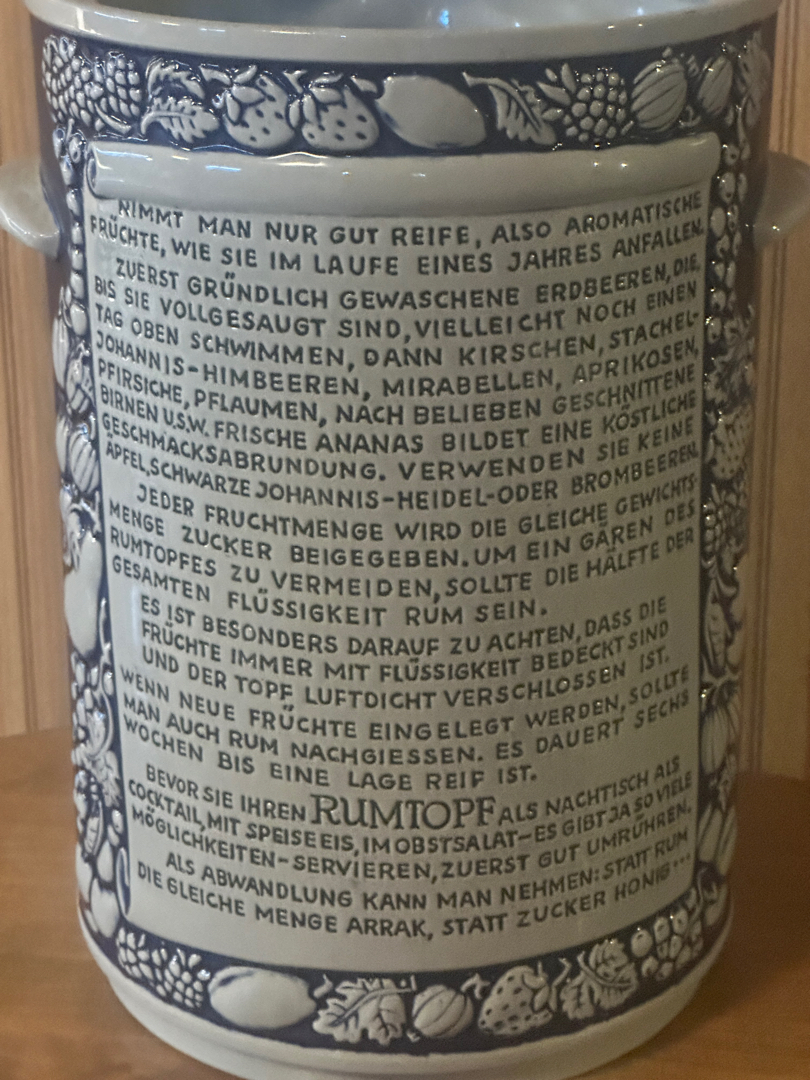 NIMMT MAN NUR GUT REIFE, ALSO AROMATISCHE
FRÜCHTE, WIE SIE IM LAUFE EINES JAHRES ANFALLEN.
ZUERST GRÜNDLICH GEWASCHENE ERDBEEREN, DIE,
BIS SIE VOLLGESAUGT SIND, VIELLEICHT NOCH EINEN
TAG OBEN SCHWIMMEN, DANN KIRSCHEN, STACHEL-
JOHANNIS-HIMBEEREN, MIRABELLEN, APRIKOSEN,
PFIRSICHE, PFLAUMEN, NACH BELIEBEN GESCHNITTENE
BIRNEN U.S.W. FRISCHE ANANAS BILDET EINE KÖSTLICHE
GESCHMACKSABRUNDUNG. VERWENDEN SIE KEINE
ÄPFEL, SCHWARZE JOHANNIS-HEIDEL-ODER BROMBEEREN.
JEDER FRUCHTMENGE WIRD DIE GLEICHE GEWICHTS-
MENGE ZUCKER BEIGEGEBEN. UM EIN GÄREN DES
RUMTOPFES ZU VERMEIDEN, SOLLTE DIE HÄLFTE DER
GESAMTEN FLÜSSIGKEIT RUM SEIN.
ES IST BESONDERS DARAUF ZU ACHTEN, DASS DIE
FRÜCHTE IMMER MIT FLÜSSIGKEIT BEDECKT SIND
UND DER TOPF LUFTDICHT VERSCHLOSSEN IST.
WENN NEUE FRÜCHTE EINGELEGT WERDEN, SOLLTE
MAN AUCH RUM NACHGIESSEN. ES DAUERT SECHS
WOCHEN BIS EINE LAGE REIF IST.
BEVOR SIE IHREN RUMTOPF ALS NACHTISCH ALS
COCKTAIL, MIT SPEISEEIS, IM OBSTSALAT-ES GIBT JA SO VIELE
MÖGLICHKEITEN-SERVIEREN, ZUERST GUT UMRÜHREN.
ALS ABWANDLUNG KANN MAN NEHMEN: STATT RUM
DIE GLEICHE MENGE ARRAK, STATT ZUCKER HONIG...